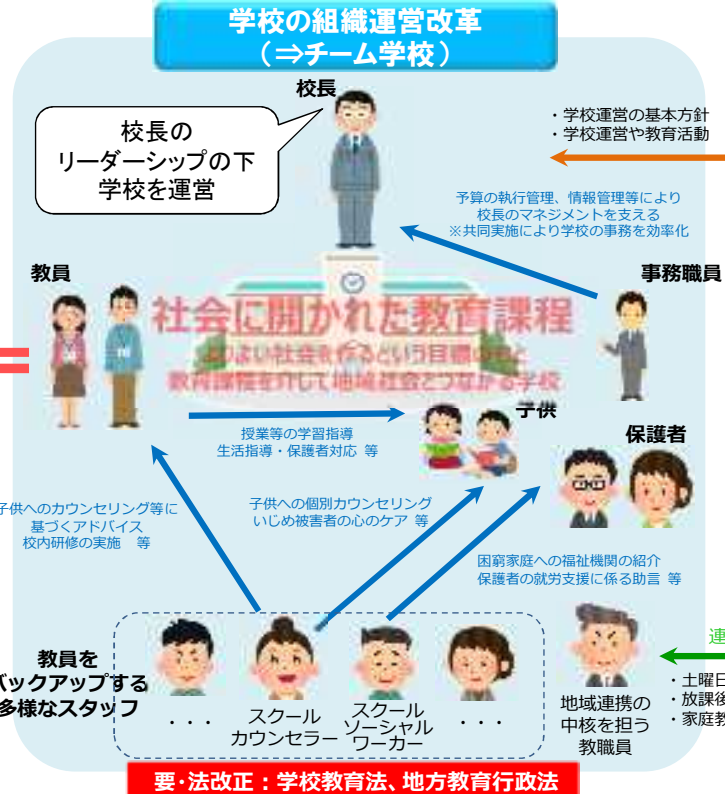 学校の組織運営改革
（⇒チーム学校）
校長
校長の
リーダーシップの下
学校を運営
・学校運営の基本方針
・学校運営や教育活動
予算の執行管理、情報管理等により
校長のマネジメントを支える
※共同実施により学校の事務を効率化
教員
事務職員
社会に開かれた教育課程
よりよい社会を作るという目標のもと
教育課程を介して地域社会とつながる学校
子供
授業等の学習指導
生活指導・保護者対応 等
保護者
子供へのカウンセリング等に
基づくアドバイス
校内研修の実施 等
子供への個別カウンセリング
いじめ被害者の心のケア 等
困窮家庭への福祉機関の紹介
保護者の就労支援に係る助言 等
教員を
バックアップする
多様なスタッフ
・・・
スクール
カウンセラー
スクール
ソーシャル
ワーカー
・・・
地域連携の
中核を担う
教職員
連
・土曜日
・放課後
・家庭教
要・法改正：学校教育法、地方教育行政法